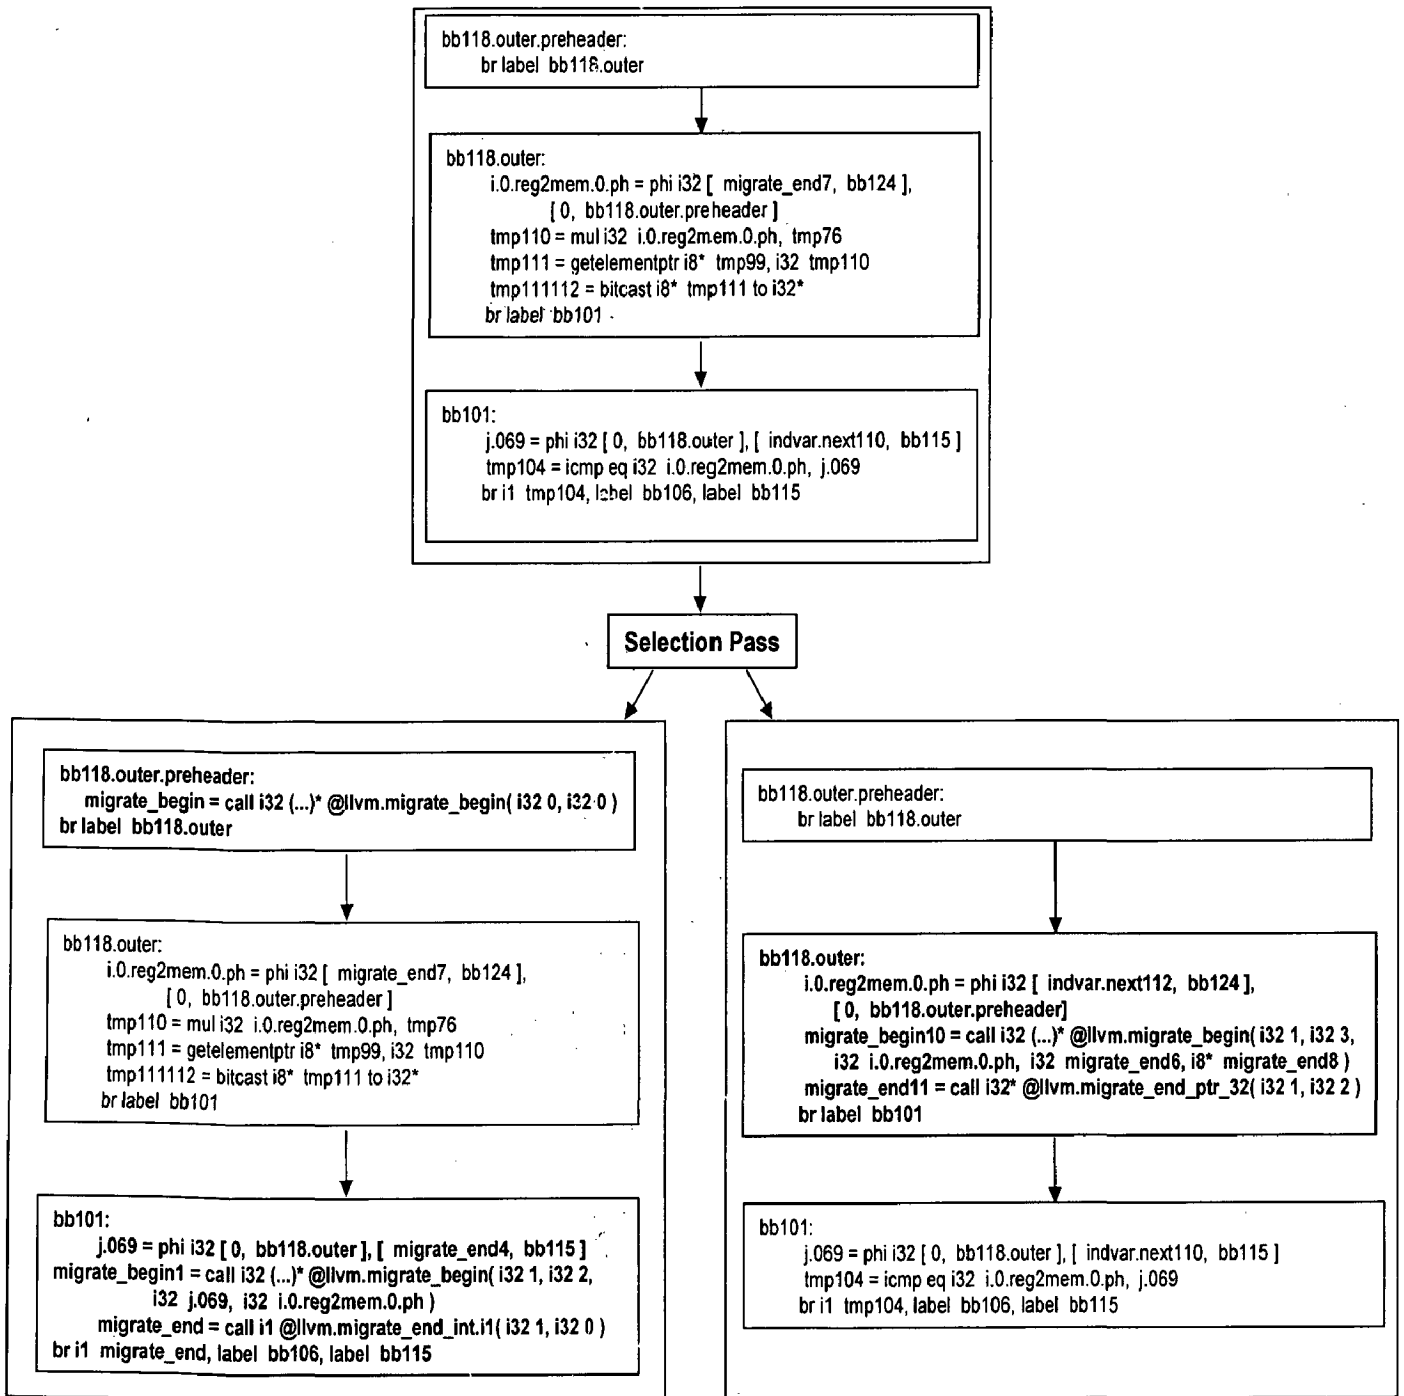 bb118.outer.preheader:
br label bb118.outer
bb118.outer:
i.0.reg2mem.0.ph = phi i32 [ migrate_end7, bb124 ],
[ 0, bb118.outer.preheader ]
tmp110 = mul i32 i.0.reg2mem.0.ph, tmp76
tmp111 = getelementptr i8* tmp99, i32 tmp110
tmp111112 = bitcast i8* tmp111 to i32*
br label bb101
bb101:
j.069 = phi i32 [ 0, bb118.outer ], [ indvar.next110, bb115 ]
tmp104 = icmp eq i32 i.0.reg2mem.0.ph, j.069
br i1 tmp104, label bb106, label bb115
Selection Pass
bb118.outer.preheader:
migrate_begin = call i32 (...)* @llvm.migrate_begin( i32 0, i32 0 )
br label bb118.outer
bb118.outer:
i.0.reg2mem.0.ph = phi i32 [ migrate_end7, bb124 ],
[ 0, bb118.outer.preheader ]
tmp110 = mul i32 i.0.reg2mem.0.ph, tmp76
tmp111 = getelementptr i8* tmp99, i32 tmp110
tmp111112 = bitcast i8* tmp111 to i32*
br label bb101
bb101:
j.069 = phi i32 [ 0, bb118.outer ], [ migrate_end4, bb115 ]
migrate_begin1 = call i32 (...)* @llvm.migrate_begin( i32 1, i32 2,
i32 j.069, i32 i.0.reg2mem.0.ph )
migrate_end = call i1 @llvm.migrate_end_int.i1( i32 1, i32 0 )
br i1 migrate_end, label bb106, label bb115
bb118.outer.preheader:
br label bb118.outer
bb118.outer:
i.0.reg2mem.0.ph = phi i32 [ indvar.next112, bb124 ],
[ 0, bb118.outer.preheader]
migrate_begin10 = call i32 (...)* @llvm.migrate_begin( i32 1, i32 3,
i32 i.0.reg2mem.0.ph, i32 migrate_end6, i8* migrate_end8 )
migrate_end11 = call i32* @llvm.migrate_end_ptr_32( i32 1, i32 2 )
br label bb101
bb101:
j.069 = phi i32 [ 0, bb118.outer ], [ indvar.next110, bb115 ]
tmp104 = icmp eq i32 i.0.reg2mem.0.ph, j.069
br i1 tmp104, label bb106, label bb115